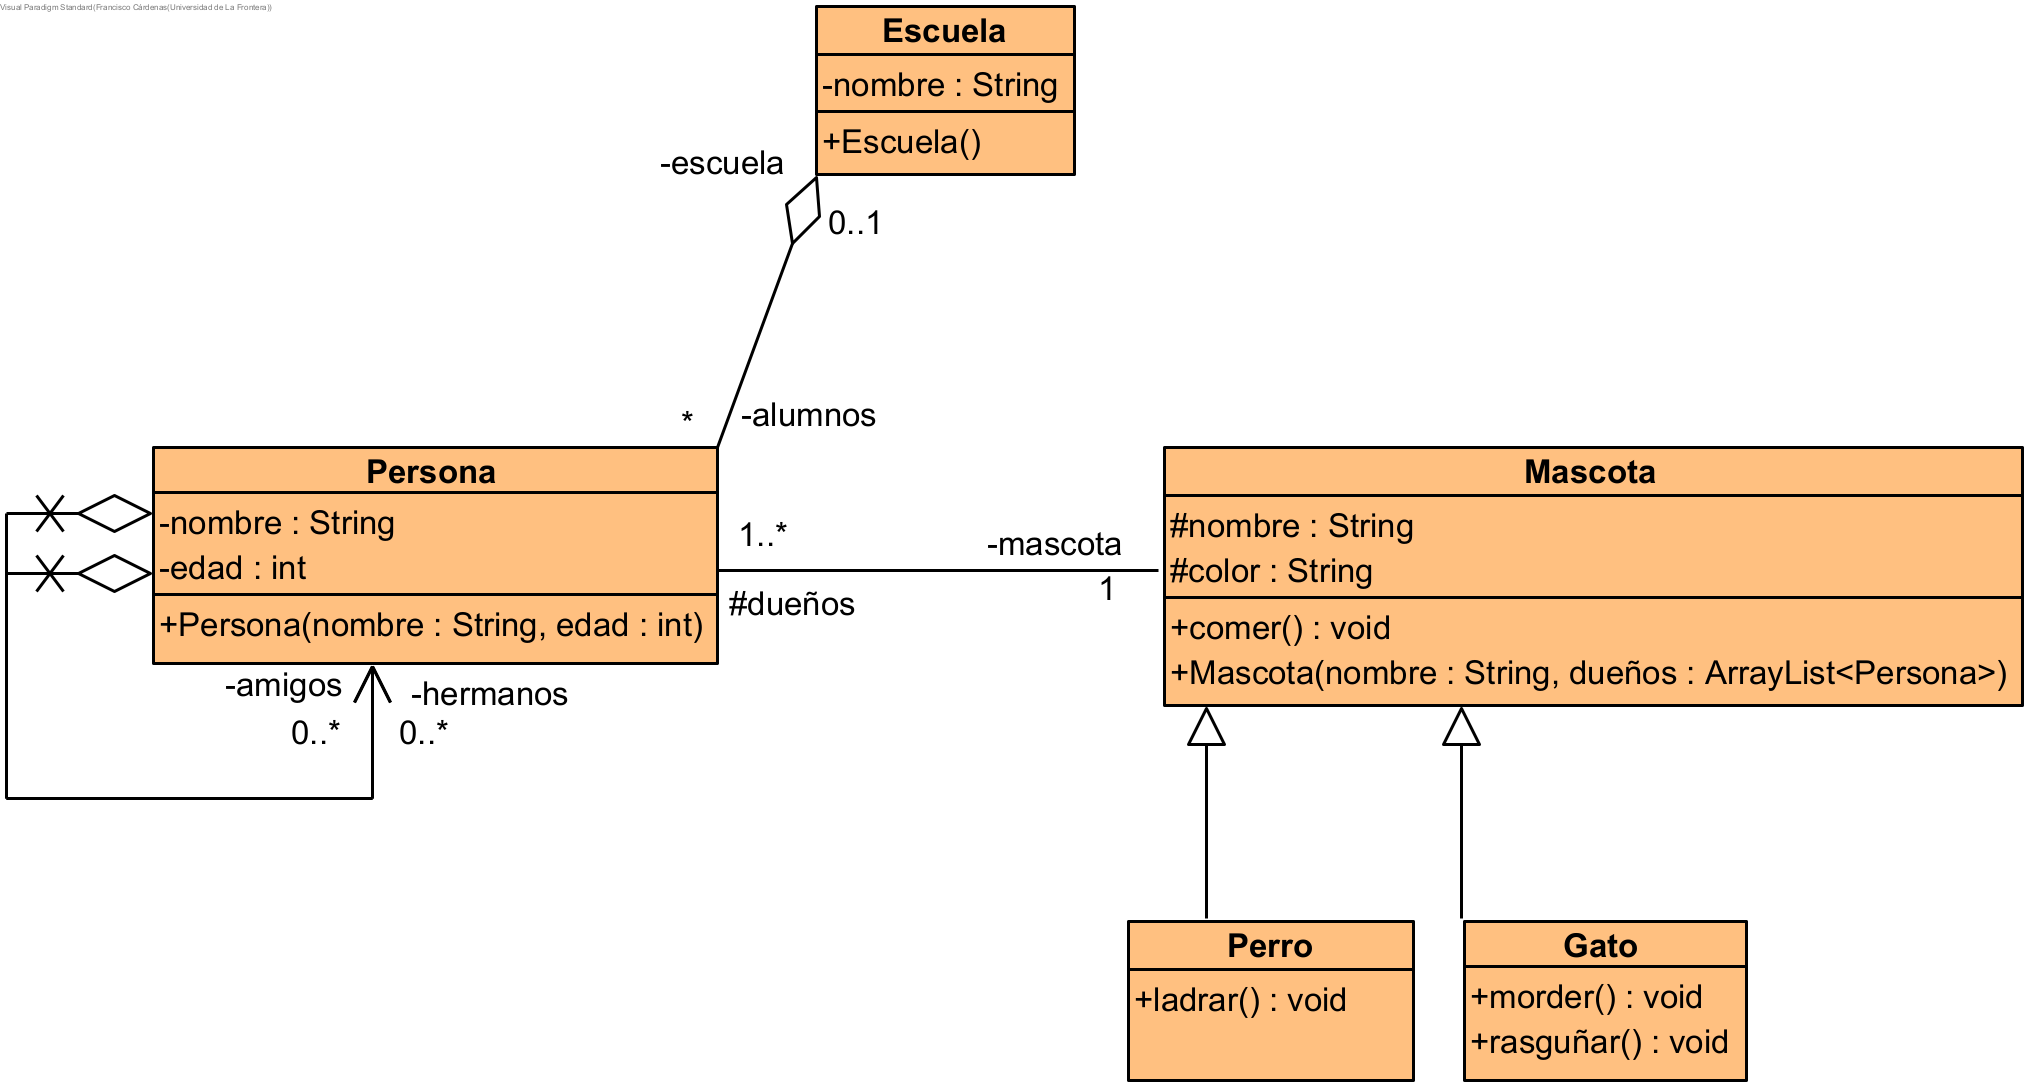 Visual Paradigm Standard(Francisco Cárdenas(Universidad de La Frontera))
Escuela
-nombre : String
+Escuela()
-escuela
0..1
*
-alumnos
Persona
-nombre : String
-edad : int
+Persona(nombre : String, edad : int)
1..*
#dueños
-mascota
1
Mascota
#nombre : String
#color : String
+comer() : void
+Mascota(nombre : String, dueños : ArrayList<Persona>)
-amigos
0..*
-hermanos
0..*
Perro
+ladrar() : void
Gato
+morder() : void
+rasguñar() : void